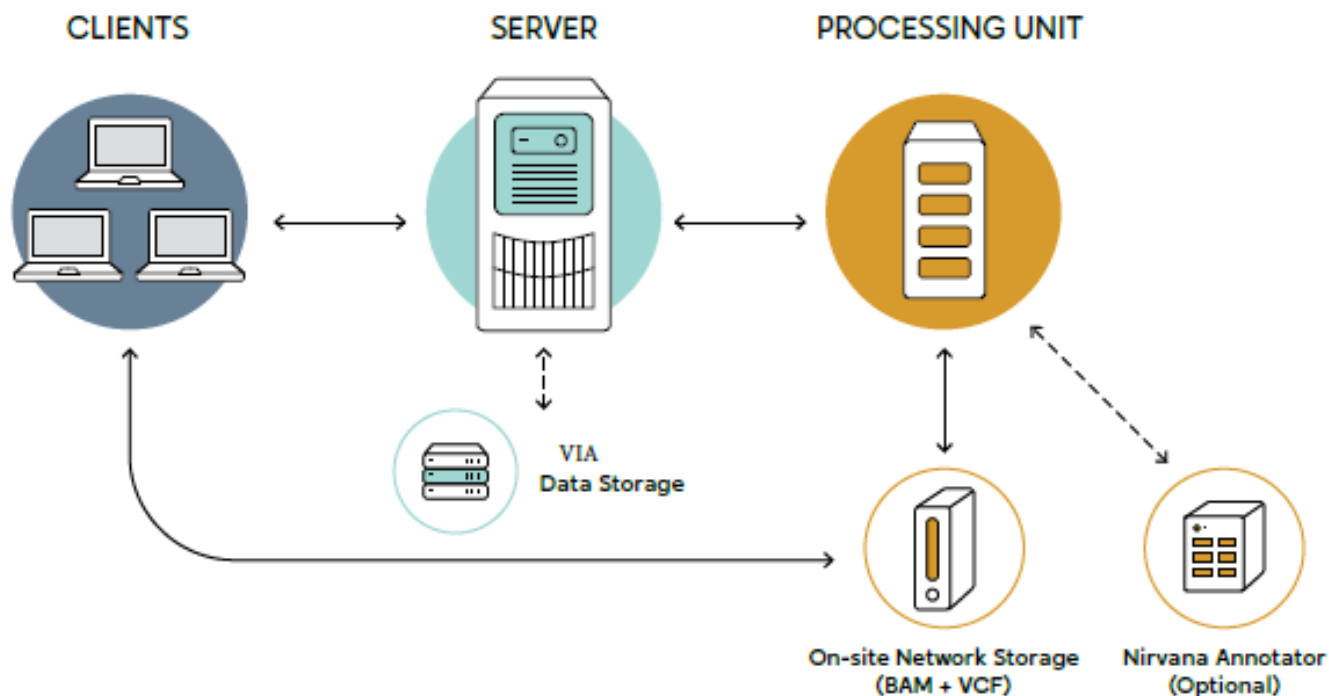 CLIENTS
SERVER
PROCESSING UNIT
VIA
Data Storage
On-site Network Storage
(BAM + VCF)
Nirvana Annotator
(Optional)